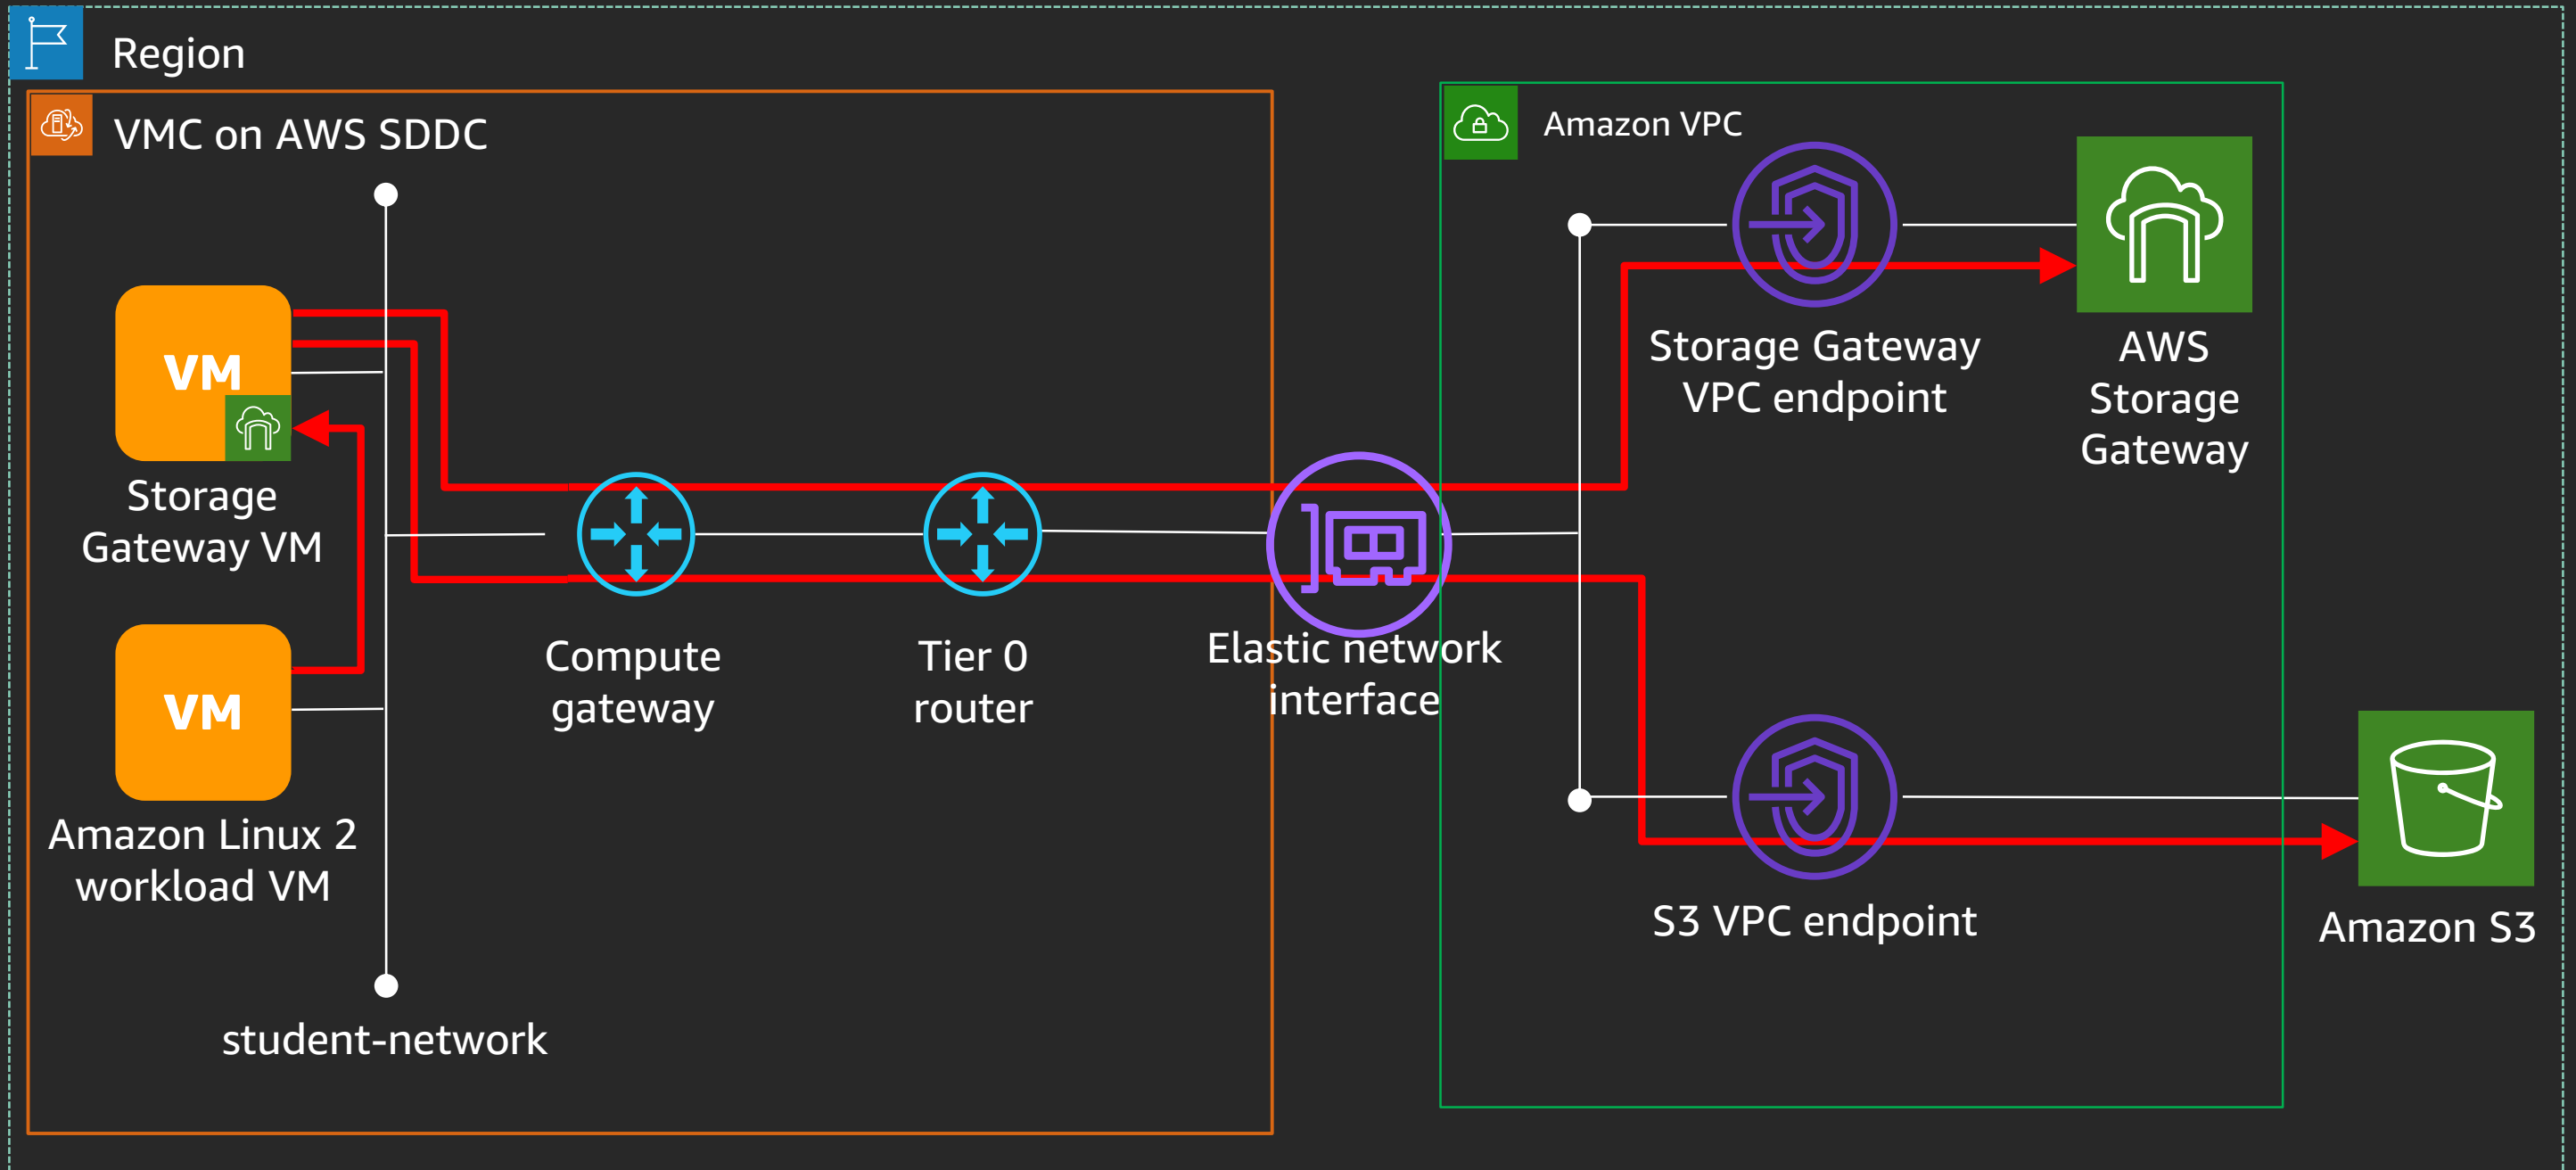 Region
VMC on AWS SDDC
Amazon VPC
VM
Storage
Gateway VM
VM
Amazon Linux 2
workload VM
student-network
Compute
gateway
Tier 0
router
Elastic network
interface
Storage Gateway
VPC endpoint
AWS
Storage
Gateway
S3 VPC endpoint
Amazon S3